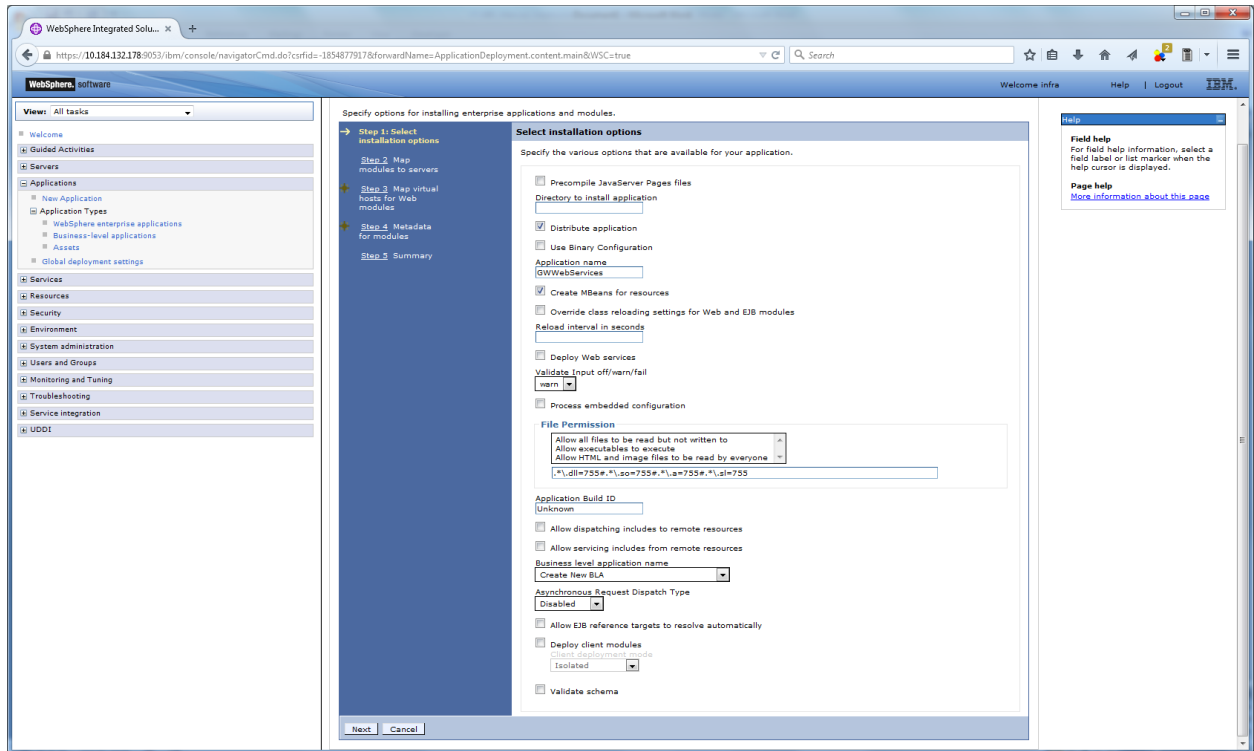 WebSphere Integrated Solu...
https://10.184.132.178:9053/ibm/console/navigatorCmd.do?csrfid=-1854877917&forwardName=ApplicationDeployment.content.main&WSC=true
Search
2
WebSphere. software
Welcome infra
Help | Logout
IBM.
View: All tasks
Welcome
Guided Activities
Servers
Applications
New Application
Application Types
WebSphere enterprise applications
Business-level applications
Assets
Global deployment settings
Services
Resources
Security
Environment
System administration
Users and Groups
Monitoring and Tuning
Troubleshooting
Service integration
UDDI
Specify options for installing enterprise applications and modules.
Step 1: Select
installation options
Step 2 Map
modules to servers
Step 3 Map virtual
hosts for Web
modules
Step 4 Metadata
for modules
Step 5 Summary
Select installation options
Specify the various options that are available for your application.
Precompile JavaServer Pages files
Directory to install application
Distribute application
Use Binary Configuration
Application name
GWWebServices
Create MBeans for resources
Override class reloading settings for Web and EJB modules
Reload interval in seconds
Deploy Web services
Validate Input off/warn/fail
warn
Process embedded configuration
File Permission
Allow all files to be read but not written to
Allow executables to execute
Allow HTML and image files to be read by everyone
.*\.dll=755#.*\.so=755#.*\.a=755#.*\.sl=755
Application Build ID
Unknown
Allow dispatching includes to remote resources
Allow servicing includes from remote resources
Business level application name
Create New BLA
Asynchronous Request Dispatch Type
Disabled
Allow EJB reference targets to resolve automatically
Deploy client modules
Client deployment mode
Isolated
Validate schema
Next
Cancel
Help
Field help
For field help information, select a
field label or list marker when the
help cursor is displayed.
Page help
More information about this page